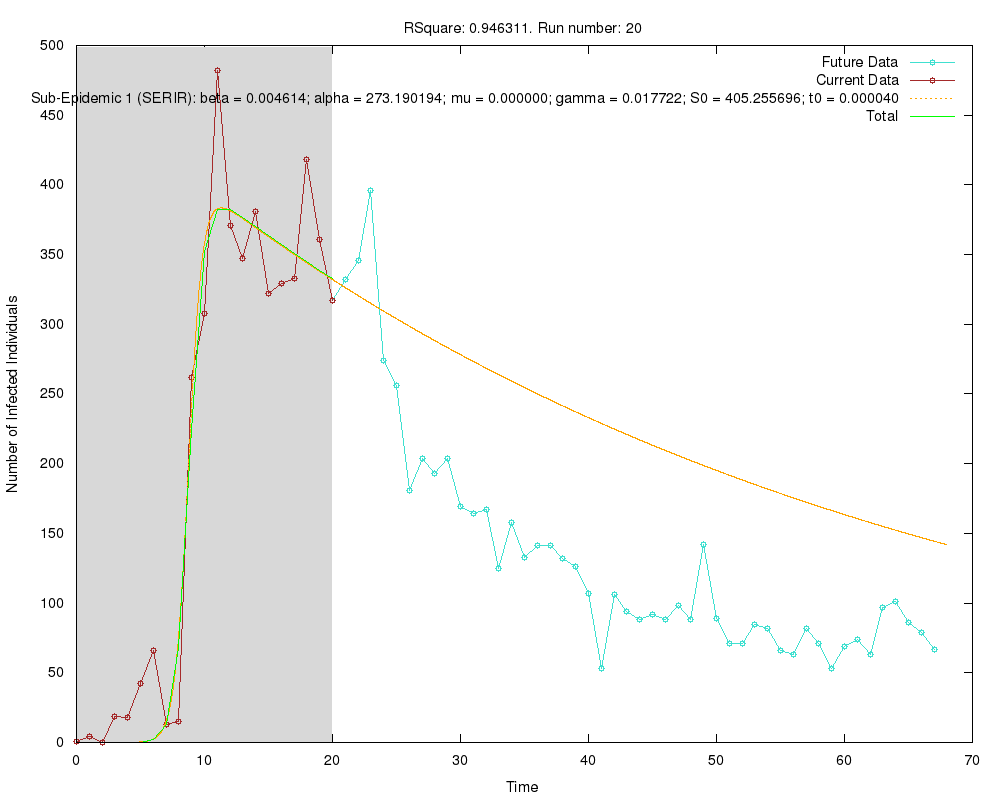 RSquare: 0.946311. Run number: 20
500
Future Data
Current Data
Sub-Epidemic 1 (SERIR): beta = 0.004614; alpha = 273.190194; mu = 0.000000; gamma = 0.017722; S0 = 405.255696; t0 = 0.000040
450
Total
400
350
300
250
200
150
100
50
0
Number of Infected Individuals
0 10 20 30 40 50 60 70
Time